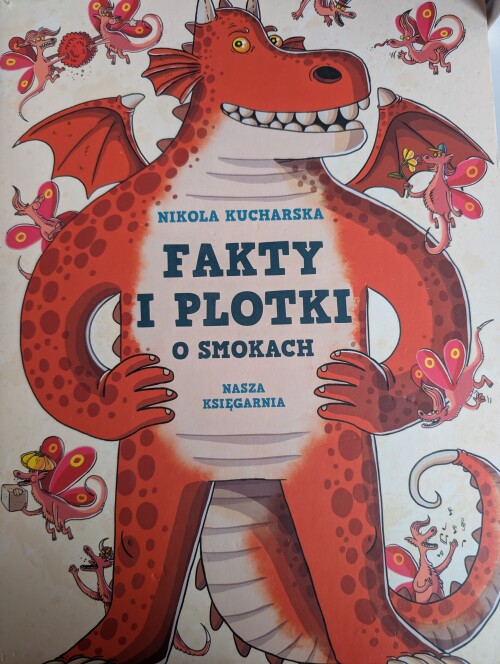 NIKOLA KUCHARSKA
FAKTY
I PLOTKI
O SMOKACH
NASZA
KSIĘGARNIA